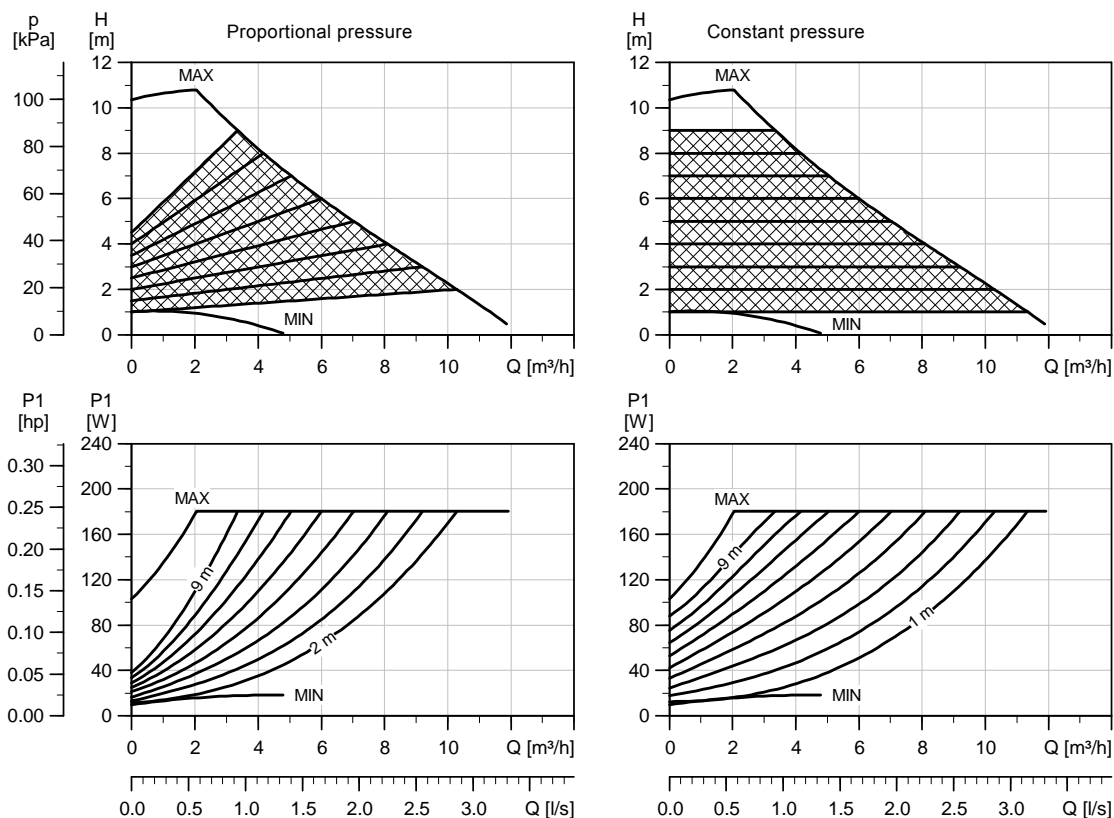 p
[kPa]
H
[m]
Proportional pressure
12
10
8
6
4
2
0
100
80
60
40
20
0
MAX
MIN
0 2 4 6 8 10 Q [m³/h]
H
[m]
Constant pressure
12
10
8
6
4
2
0
MAX
MIN
0 2 4 6 8 10 Q [m³/h]
P1
[hp]
P1
[W]
240
200
160
120
80
40
0
0.30
0.25
0.20
0.15
0.10
0.05
0.00
MAX
9 m
2 m
MIN
0 2 4 6 8 10 Q [m³/h]
0.0 0.5 1.0 1.5 2.0 2.5 3.0 Q [l/s]
P1
[W]
240
200
160
120
80
40
0
MAX
9 m
1 m
MIN
0 2 4 6 8 10 Q [m³/h]
0.0 0.5 1.0 1.5 2.0 2.5 3.0 Q [l/s]